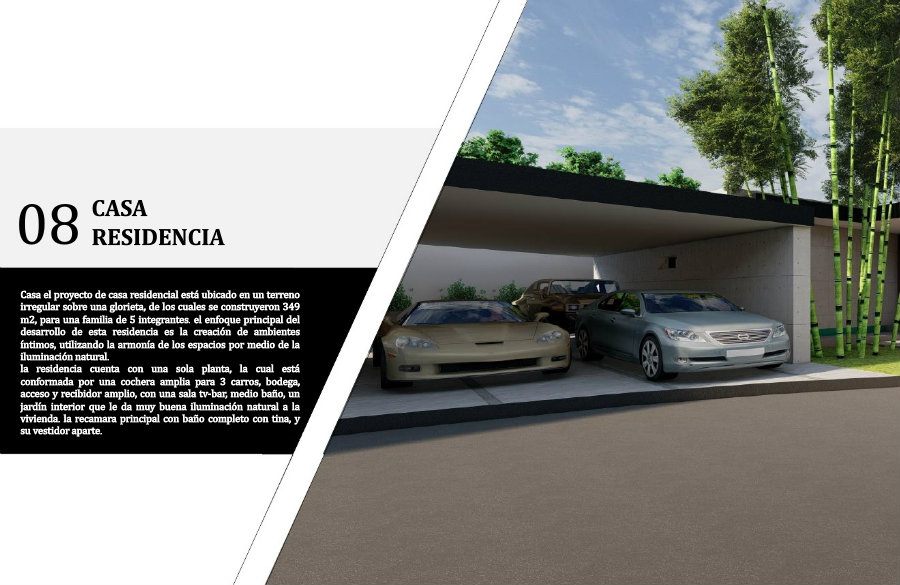 08
CASA
RESIDENCIA
Casa el proyecto de casa residencial está ubicado en un terreno
irregular sobre una glorieta, de los cuales se construyeron 349
m2, para una familia de 5 integrantes. el enfoque principal del
desarrollo de esta residencia es la creación de ambientes
íntimos, utilizando la armonía de los espacios por medio de la
iluminación natural.
la residencia cuenta con una sola planta, la cual está
conformada por una cochera amplia para 3 carros, bodega,
acceso y recibidor amplio, con una sala tv-bar, medio baño, un
jardín interior que le da muy buena iluminación natural a la
vivienda. la recamara principal con baño completo con tina, y
su vestidor aparte.